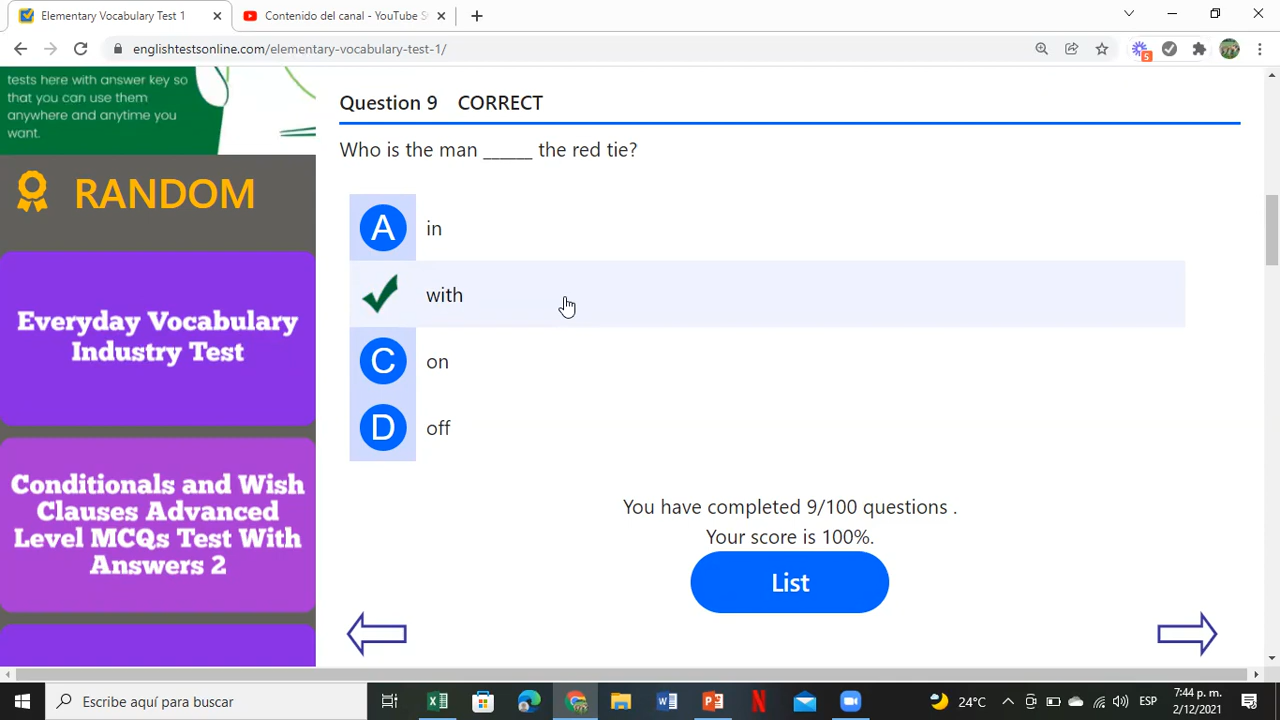 Elementary Vocabulary Test 1
Contenido del canal - YouTube S
englishtestsonline.com/elementary-vocabulary-test-1/
5
tests here with answer key so
that you can use them
anywhere and anytime you
want.
RANDOM
Everyday Vocabulary
Industry Test
Conditionals and Wish
Clauses Advanced
Level MCQs Test With
Answers 2
Question 9 CORRECT
Who is the man ______ the red tie?
A in
with
C on
D off
You have completed 9/100 questions .
Your score is 100%.
List
Escribe aquí para buscar
24°C
ESP
7:44 p. m.
2/12/2021